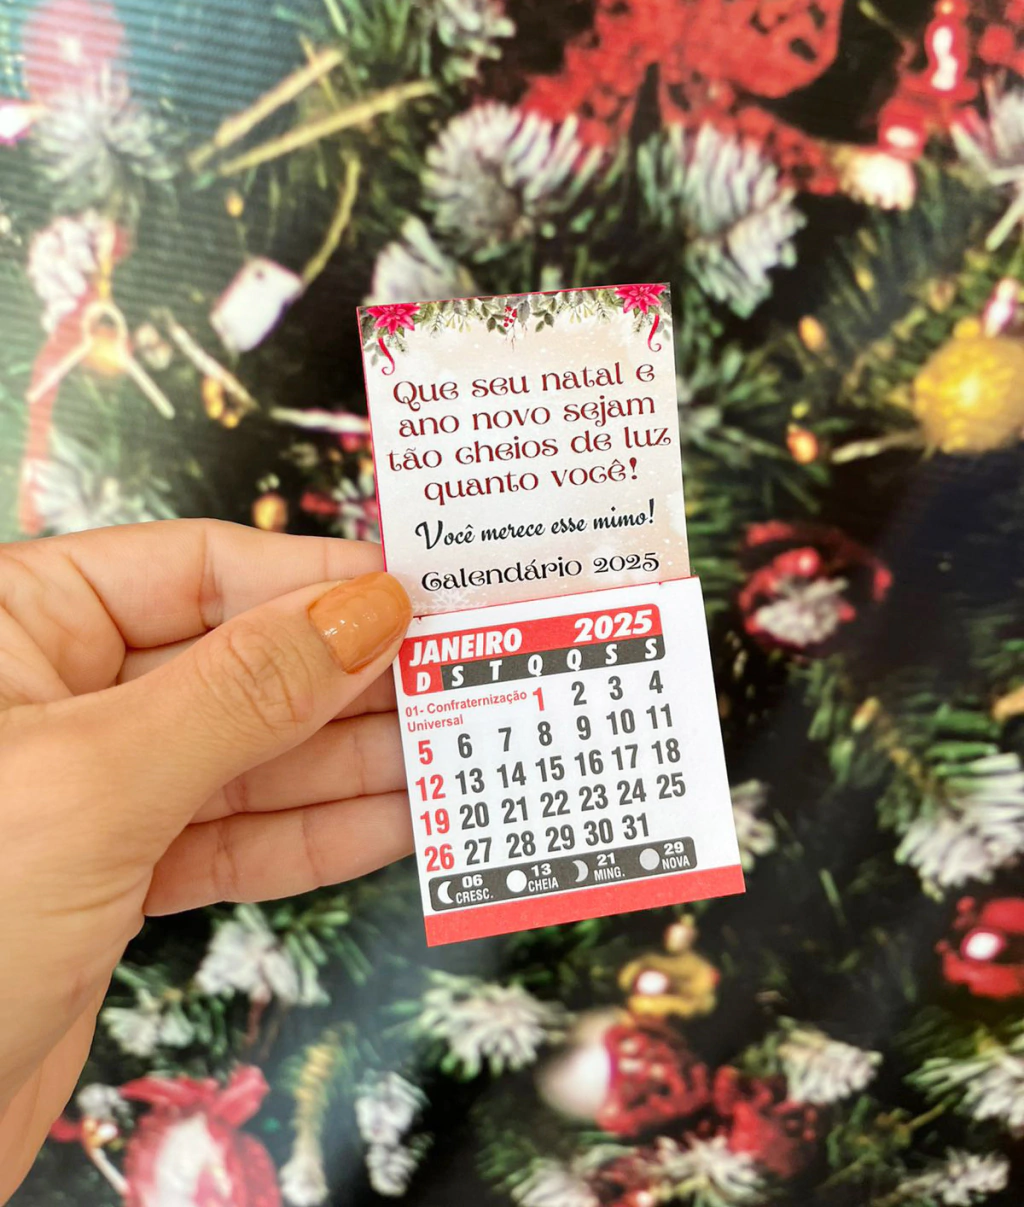 Que seu natal e
ano novo sejam
tão cheios de luz
quanto você!
Você merece esse mimo!
Calendário 2025
JANEIRO 2025
D S T Q Q S S
01- Confraternização
Universal
1 2 3 4
5 6 7 8 9 10 11
12 13 14 15 16 17 18
19 20 21 22 23 24 25
26 27 28 29 30 31
06 CRESC. 13 CHEIA 21 MING. 29 NOVA